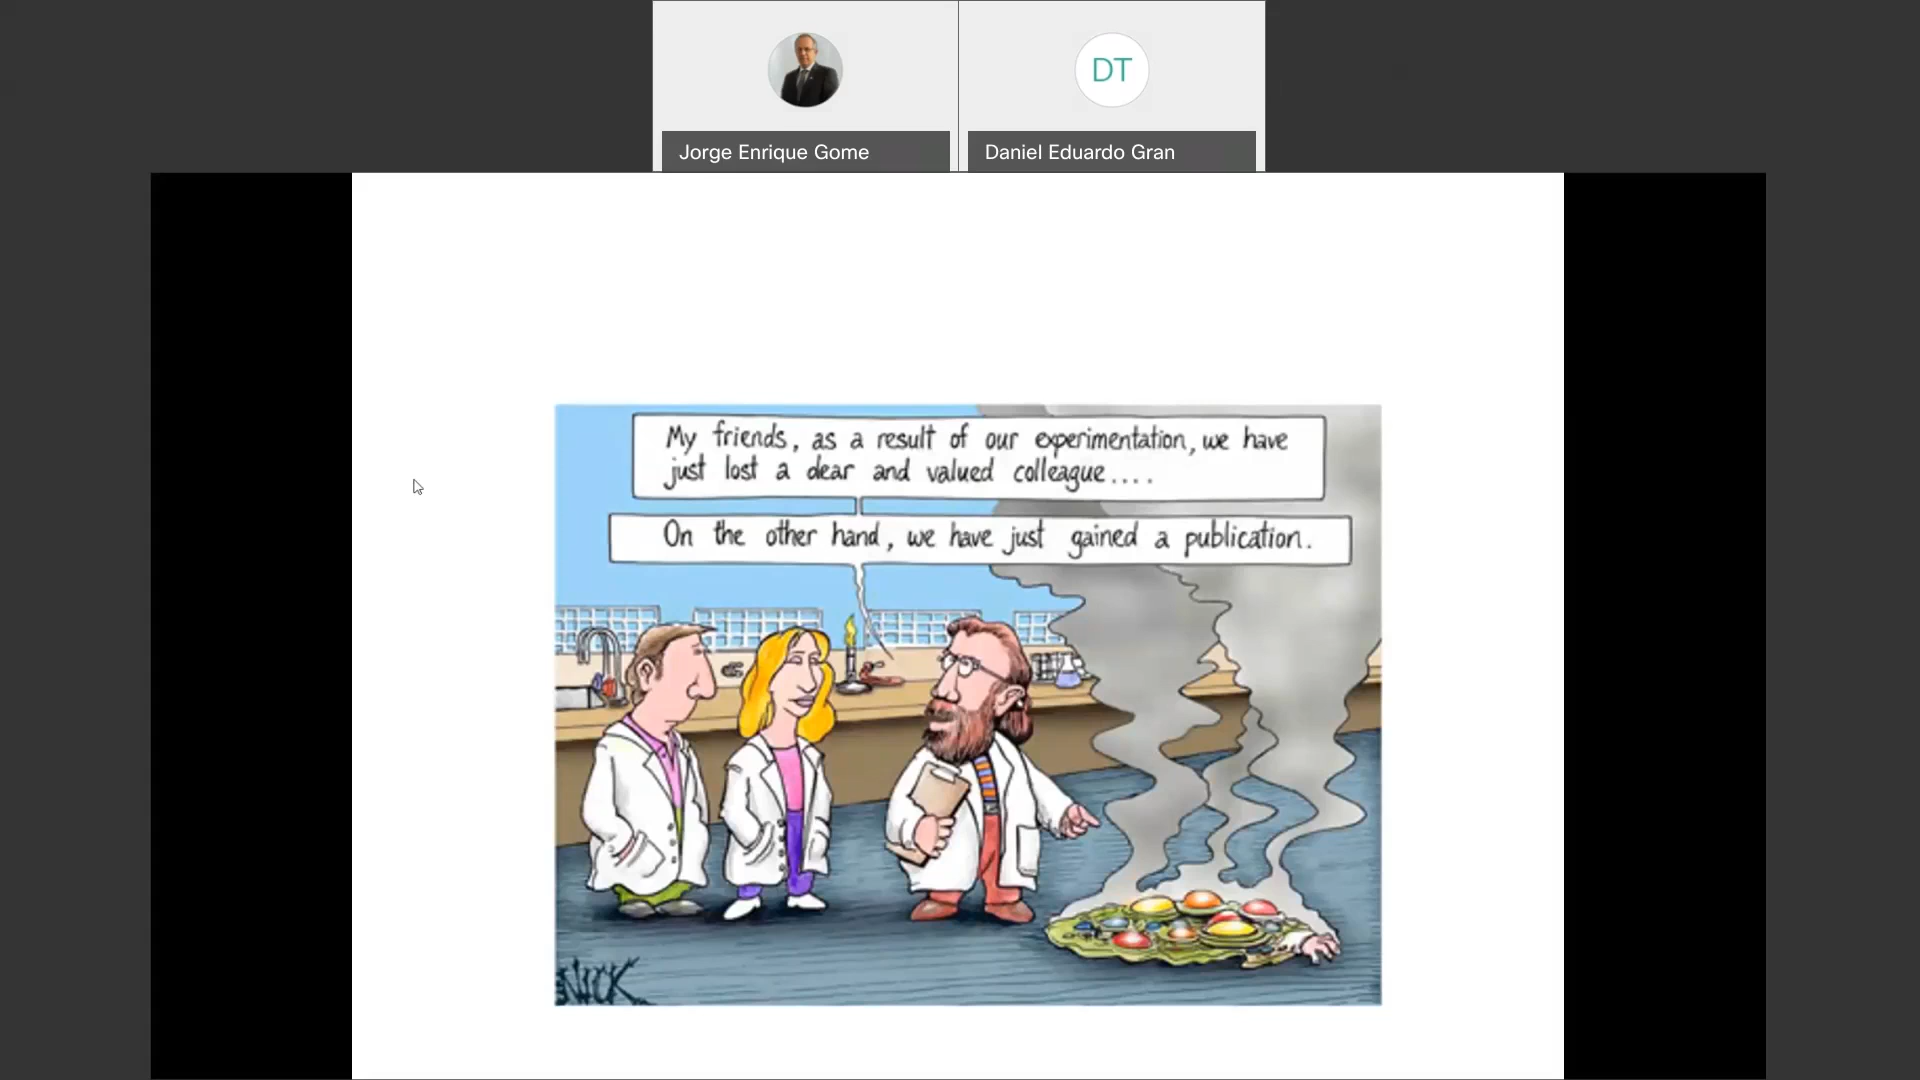 DT
Jorge Enrique Gome
Daniel Eduardo Gran
My friends, as a result of our experimentation, we have
just lost a dear and valued colleague....
On the other hand, we have just gained a publication.
NICK